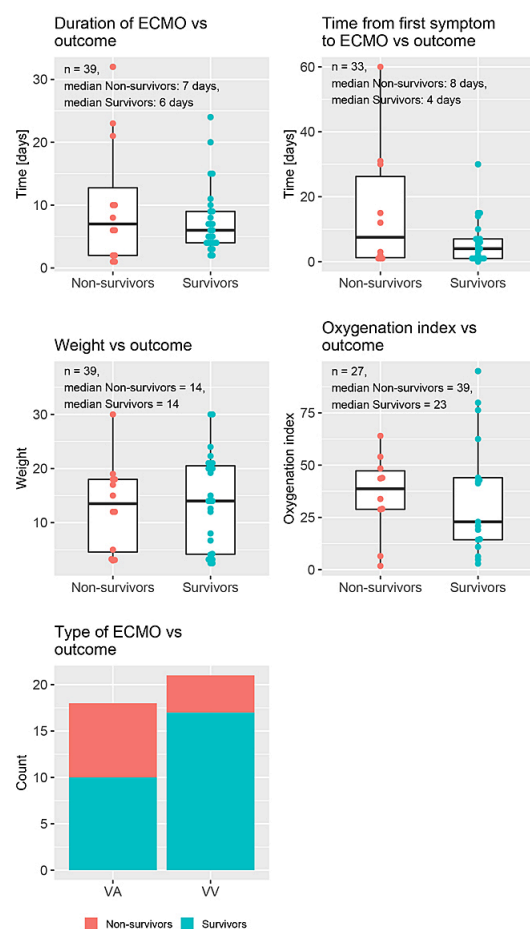 Duration of ECMO vs
outcome
n = 39,
median Non-survivors: 7 days,
median Survivors: 6 days
Time [days]
30
20
10
0
Non-survivors
Survivors
Time from first symptom
to ECMO vs outcome
n = 33,
median Non-survivors: 8 days
median Survivors: 4 days
Time [days]
60
40
20
0
Non-survivors
Survivors
Weight vs outcome
n = 39,
median Non-survivors = 14,
median Survivors = 14
Weight
30
20
10
Non-survivors
Survivors
Oxygenation index vs
outcome
n = 27,
median Non-survivors = 39,
median Survivors = 23
Oxygenation index
75
50
25
0
Non-survivors
Survivors
Type of ECMO vs
outcome
Count
20
15
10
5
0
VA
VV
Non-survivors
Survivors